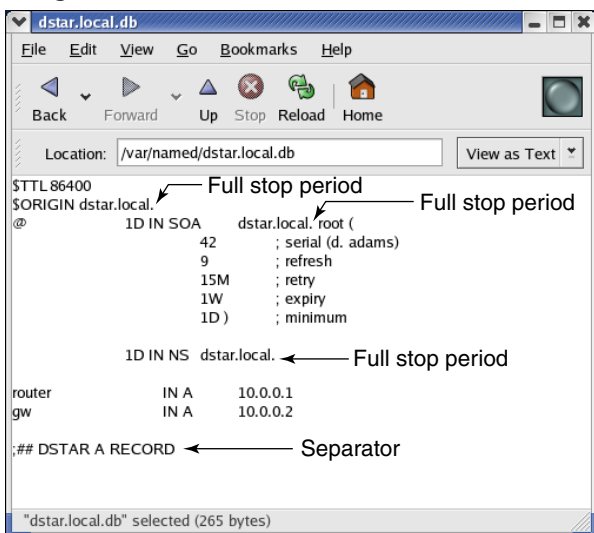 dstar.local.db
File Edit View Go Bookmarks Help
Back Forward Up Stop Reload Home
Location: /var/named/dstar.local.db View as Text
$TTL 86400
Full stop period
$ORIGIN dstar.local.
Full stop period
@ 1D IN SOA dstar.local. root (
42 ; serial (d. adams)
9 ; refresh
15M ; retry
1W ; expiry
1D ) ; minimum
1D IN NS dstar.local.
Full stop period
router IN A 10.0.0.1
gw IN A 10.0.0.2
;## DSTAR A RECORD
Separator
"dstar.local.db" selected (265 bytes)